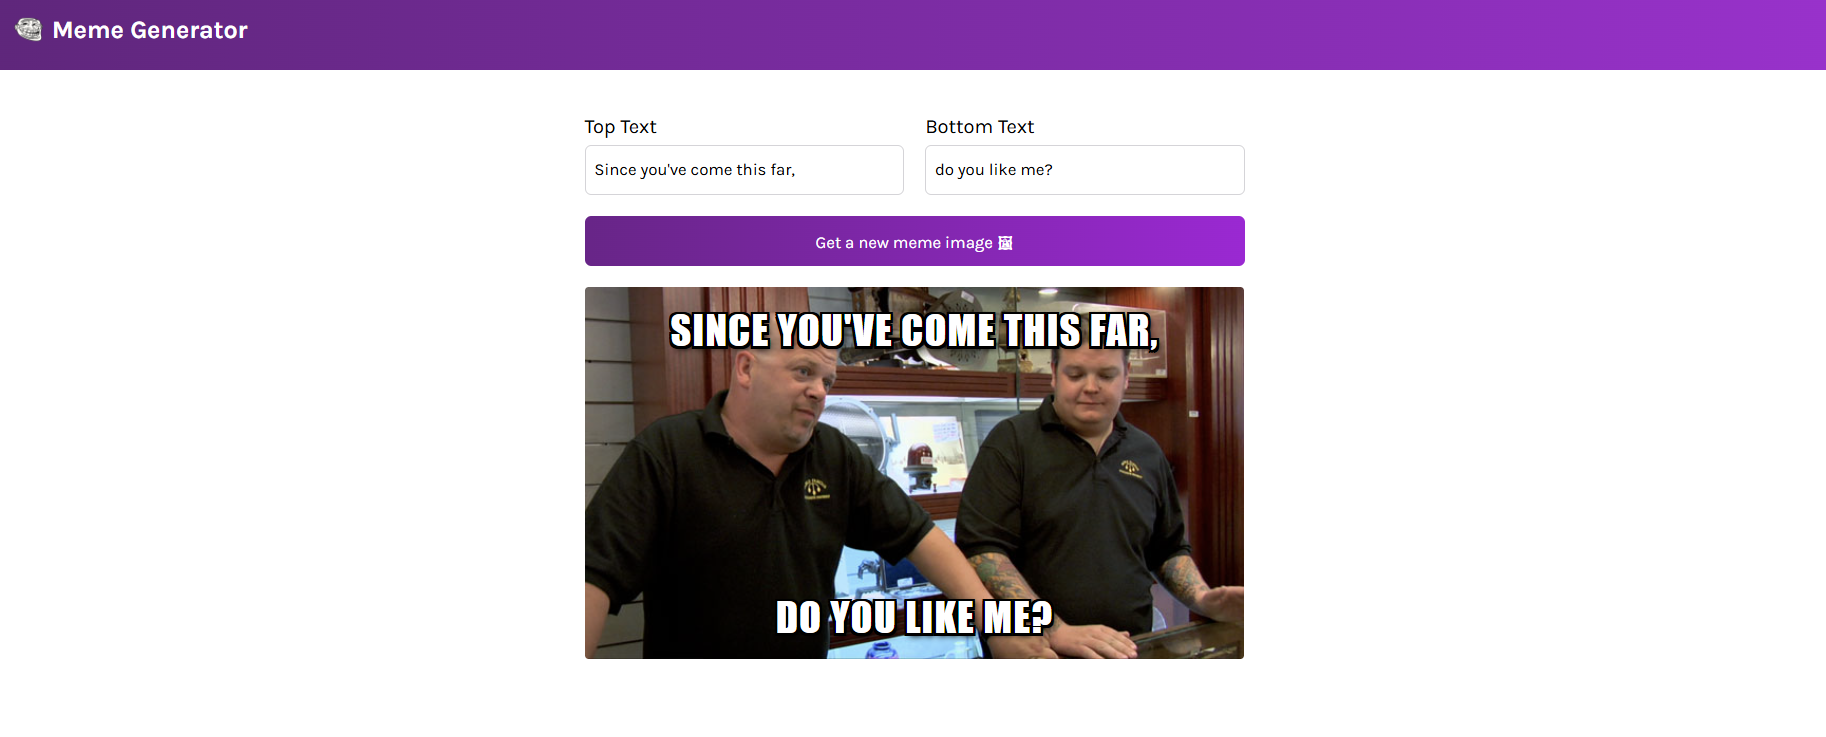 Meme Generator
Top Text
Bottom Text
Since you've come this far,
do you like me?
Get a new meme image 🖼
SINCE YOU'VE COME THIS FAR,
DO YOU LIKE ME?